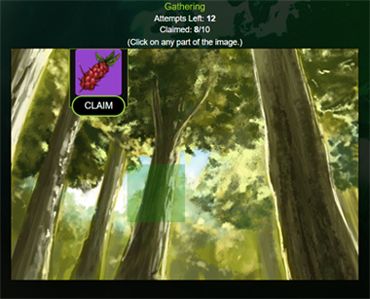 Gathering
Attempts Left: 12
Claimed: 8/10
(Click on any part of the image.)
CLAIM